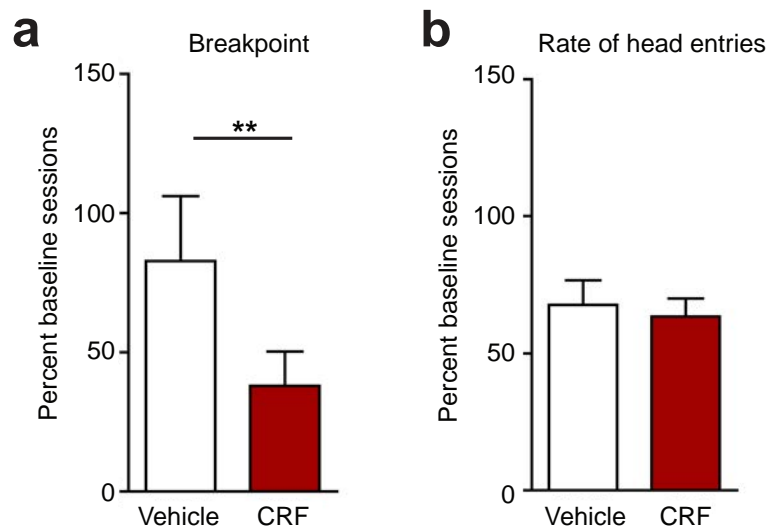 a
Breakpoint
Percent baseline sessions
150
100
50
0
**
Vehicle
CRF
b
Rate of head entries
Percent baseline sessions
150
100
50
0
Vehicle
CRF